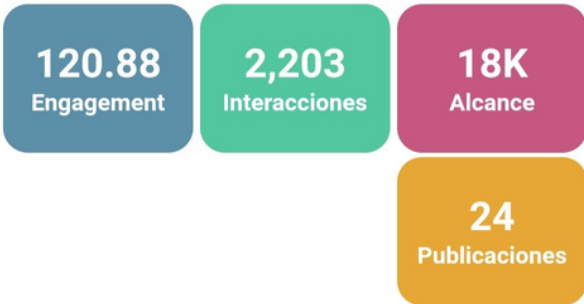 120.88
Engagement
2,203
Interacciones
18K
Alcance
24
Publicaciones